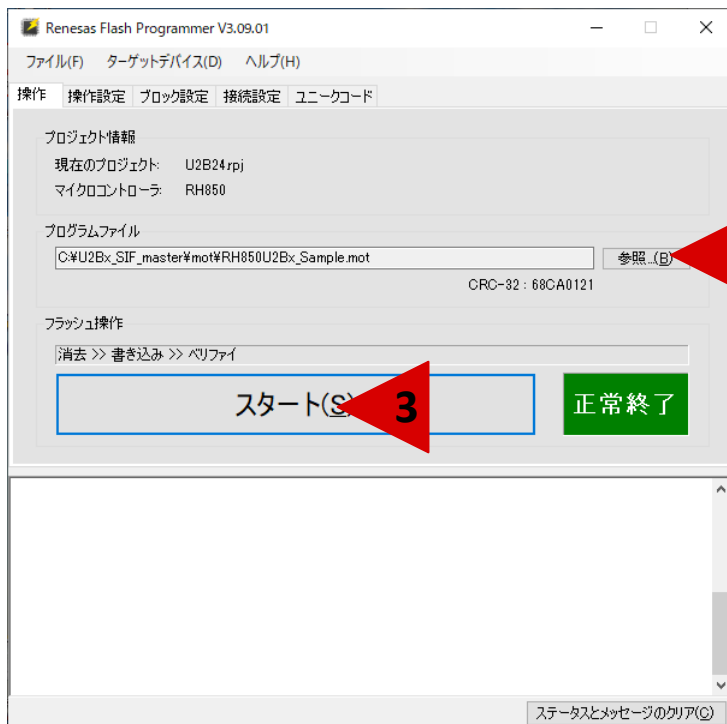 Renesas Flash Programmer V3.09.01
ファイル(F) ターゲットデバイス(D) ヘルプ(H)
操作 操作設定 ブロック設定 接続設定 ユニークコード
プロジェクト情報
現在のプロジェクト: U2B24.rpj
マイクロコントローラ: RH850
プログラムファイル
C:¥U2Bx_SIF_master¥mot¥RH850U2Bx_Sample.mot 参照...(B)
CRC-32 : 68CA0121
フラッシュ操作
消去 >> 書き込み >> ベリファイ
スタート(S) 3 正常終了
ステータスとメッセージのクリア(C)